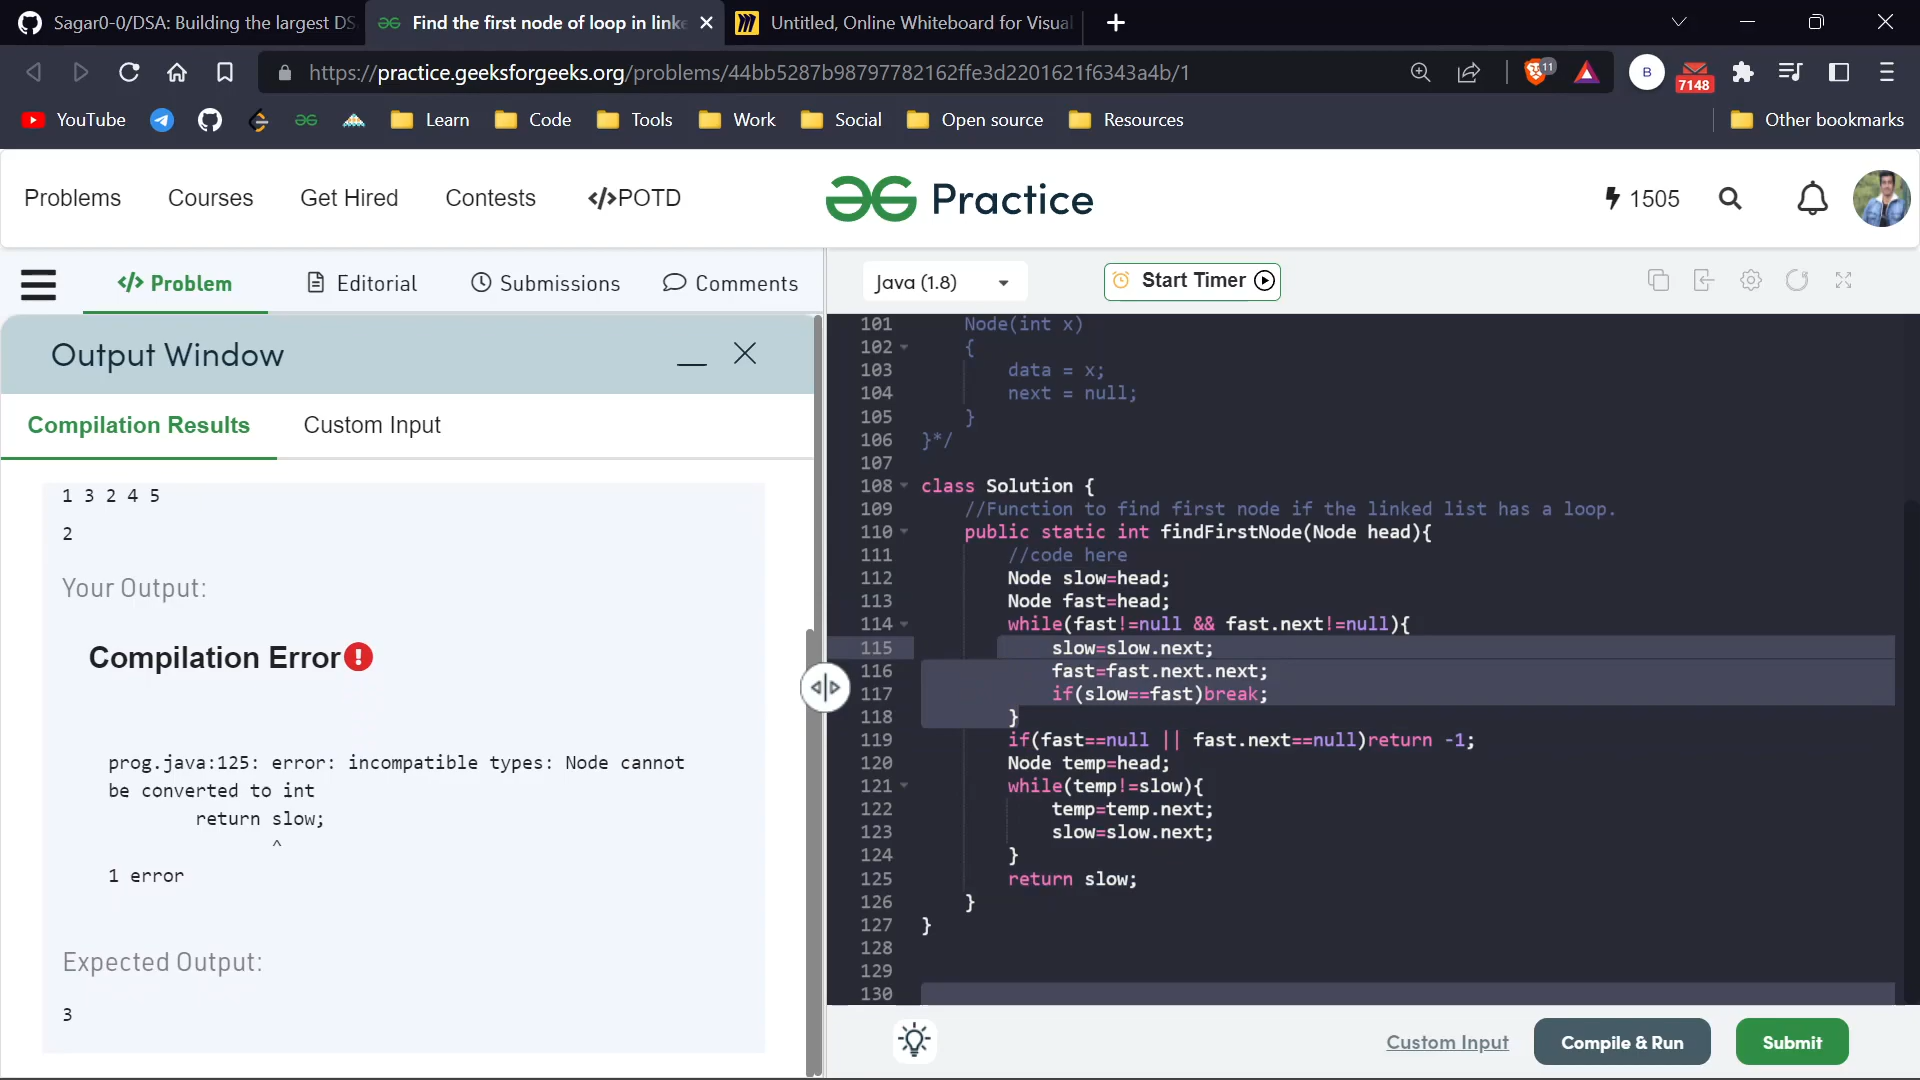 Sagar0-0/DSA: Building the largest DS
Find the first node of loop in linke
Untitled, Online Whiteboard for Visual
https://practice.geeksforgeeks.org/problems/44bb5287b98797782162ffe3d2201621f6343a4b/1
11
B
7148
YouTube
Learn
Code
Tools
Work
Social
Open source
Resources
Other bookmarks
Problems
Courses
Get Hired
Contests
</>POTD
Practice
1505
</> Problem
Editorial
Submissions
Comments
Java (1.8)
Start Timer
Output Window
Compilation Results
Custom Input
1 3 2 4 5
2
Your Output:
Compilation Error
prog.java:125: error: incompatible types: Node cannot
be converted to int
return slow;
^
1 error
Expected Output:
3
101 Node(int x)
102 {
103 data = x;
104 next = null;
105 }
106 }*/
107
108 class Solution {
109 //Function to find first node if the linked list has a loop.
110 public static int findFirstNode(Node head){
111 //code here
112 Node slow=head;
113 Node fast=head;
114 while(fast!=null && fast.next!=null){
115 slow=slow.next;
116 fast=fast.next.next;
117 if(slow==fast)break;
118 }
119 if(fast==null || fast.next==null)return -1;
120 Node temp=head;
121 while(temp!=slow){
122 temp=temp.next;
123 slow=slow.next;
124 }
125 return slow;
126 }
127 }
128
129
130
Custom Input
Compile & Run
Submit